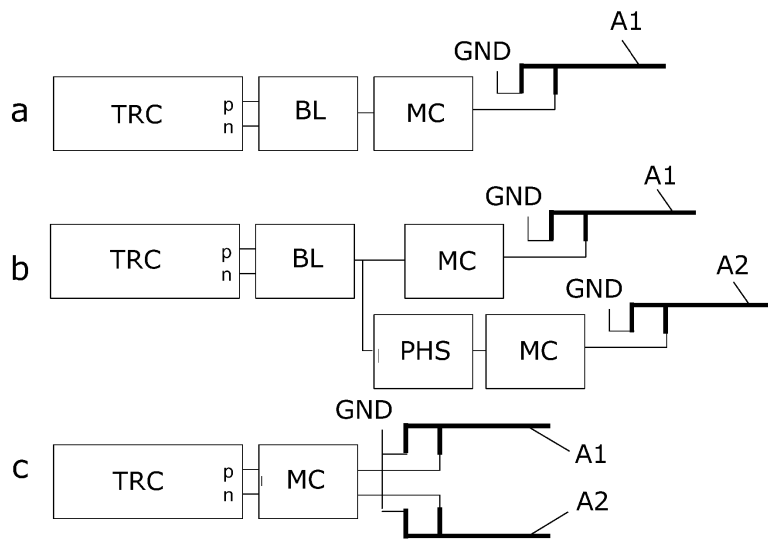 A1
GND
a TRC p n BL MC
A1
GND
b TRC p n BL MC
A2
GND
PHS MC
GND
A1
c TRC p n MC
A2